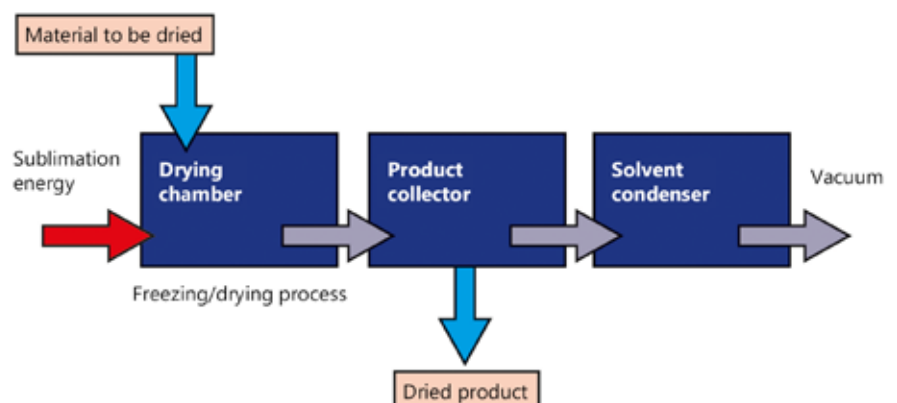 Material to be dried
Sublimation
energy
Drying
chamber
Product
collector
Solvent
condenser
Vacuum
Freezing/drying process
Dried product